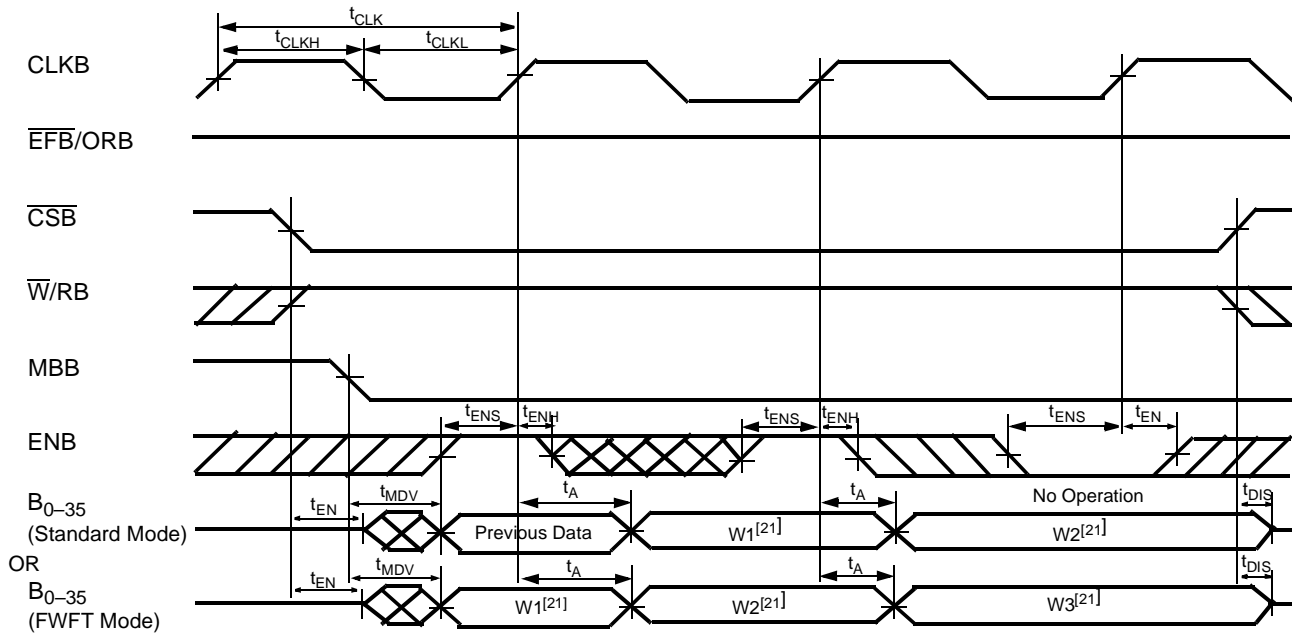 tCLK
tCLKH tCLKL
CLKB
EFB/ORB
CSB
W/RB
MBB
tENS tENH tENS tENH tENS tEN
ENB
No Operation
tMDV tA tA
B0–35
tEN tDIS
(Standard Mode)
Previous Data W1[21] W2[21]
OR
tMDV tA tA
B0–35
tEN tDIS
(FWFT Mode)
W1[21] W2[21] W3[21]